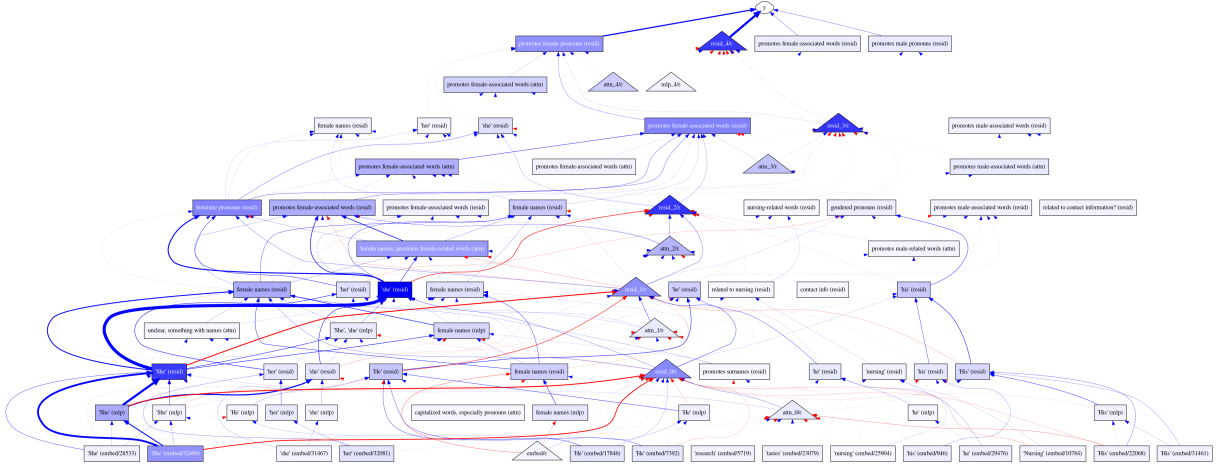 y
promotes female pronouns (resid) resid_4/ε promotes female-associated words (resid) promotes male pronouns (resid)
promotes female-associated words (attn) attn_4/ε mlp_4/ε
female names (resid) 'her' (resid) 'she' (resid) promotes female-associated words (resid) resid_3/ε promotes male-associated words (resid)
promotes female-associated words (attn) promotes female-associated words (attn) attn_3/ε promotes male-associated words (attn)
feminine pronouns (resid) promotes female-associated words (resid) promotes female-associated words (resid) female names (resid) resid_2/ε nursing-related words (resid) gendered pronouns (resid) promotes male-associated words (resid) related to contact information? (resid)
female names, promotes female-related words (attn) attn_2/ε promotes male-related words (attn)
female names (resid) 'her' (resid) 'she' (resid) female names (resid) resid_1/ε 'he' (resid) related to nursing (resid) contact info (resid) 'his' (resid)
unclear, something with names (attn) 'She', 'she' (mlp) female names (mlp) attn_1/ε
'She' (resid) 'her' (resid) 'she' (resid) 'He' (resid) female names (resid) resid_0/ε promotes surnames (resid) 'he' (resid) 'nursing' (resid) 'his' (resid) 'His' (resid)
'She' (mlp) 'She' (mlp) 'He' (mlp) 'her' (mlp) 'she' (mlp) capitalized words, especially pronouns (attn) female names (mlp) 'He' (mlp) attn_0/ε 'he' (mlp) 'His' (mlp)
'She' (embed/28533) 'She' (embed/32469) 'she' (embed/31467) 'her' (embed/32081) embed/ε 'He' (embed/17846) 'He' (embed/7392) 'research' (embed/5719) 'tastes' (embed/23079) 'nursing' (embed/25904) 'his' (embed/946) 'he' (embed/29476) 'Nursing' (embed/10784) 'His' (embed/22068) 'His' (embed/31461)